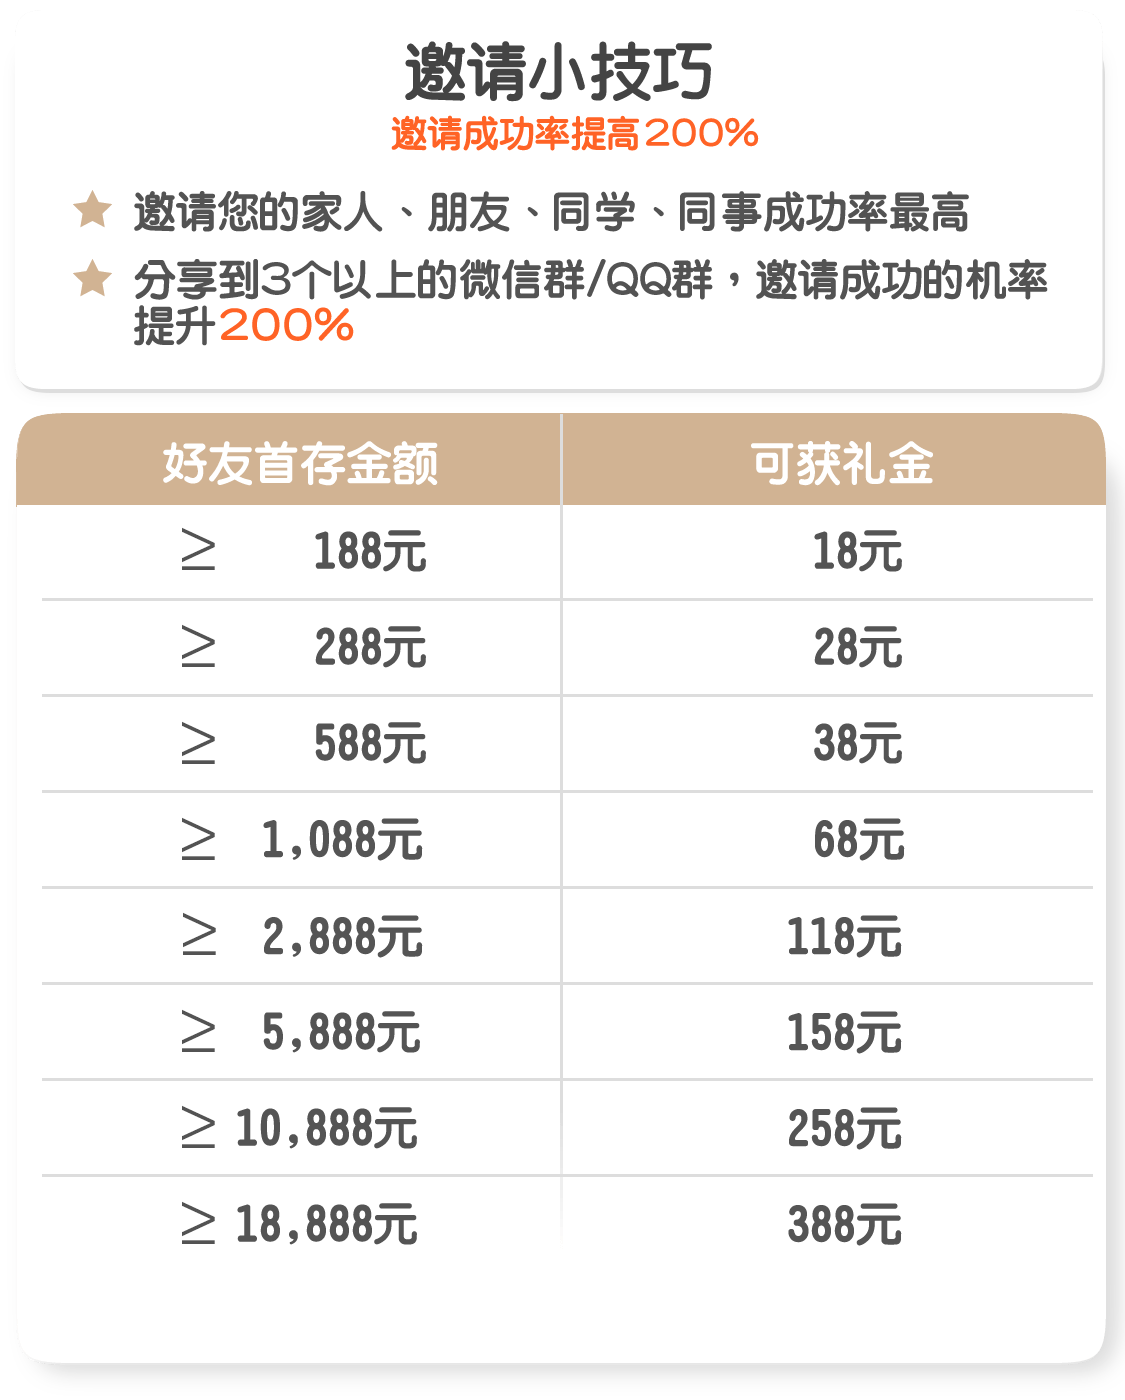 邀请小技巧
邀请成功率提高200%
邀请您的家人、朋友、同学、同事成功率最高
分享到3个以上的微信群/QQ群，邀请成功的机率
提升200%
好友首存金额 可获礼金
≥ 188元 18元
≥ 288元 28元
≥ 588元 38元
≥ 1,088元 68元
≥ 2,888元 118元
≥ 5,888元 158元
≥ 10,888元 258元
≥ 18,888元 388元